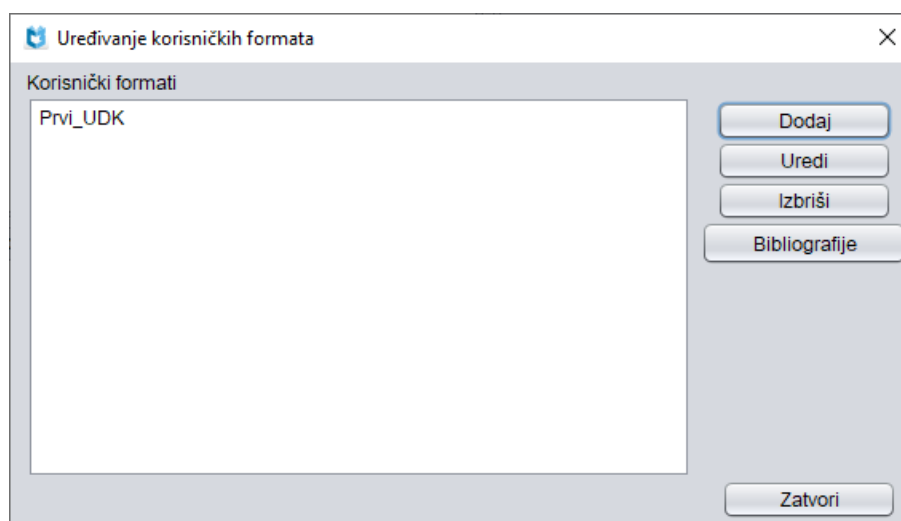 Uređivanje korisničkih formata
Korisnički formati
Prvi_UDK
Dodaj
Uredi
Izbriši
Bibliografije
Zatvori